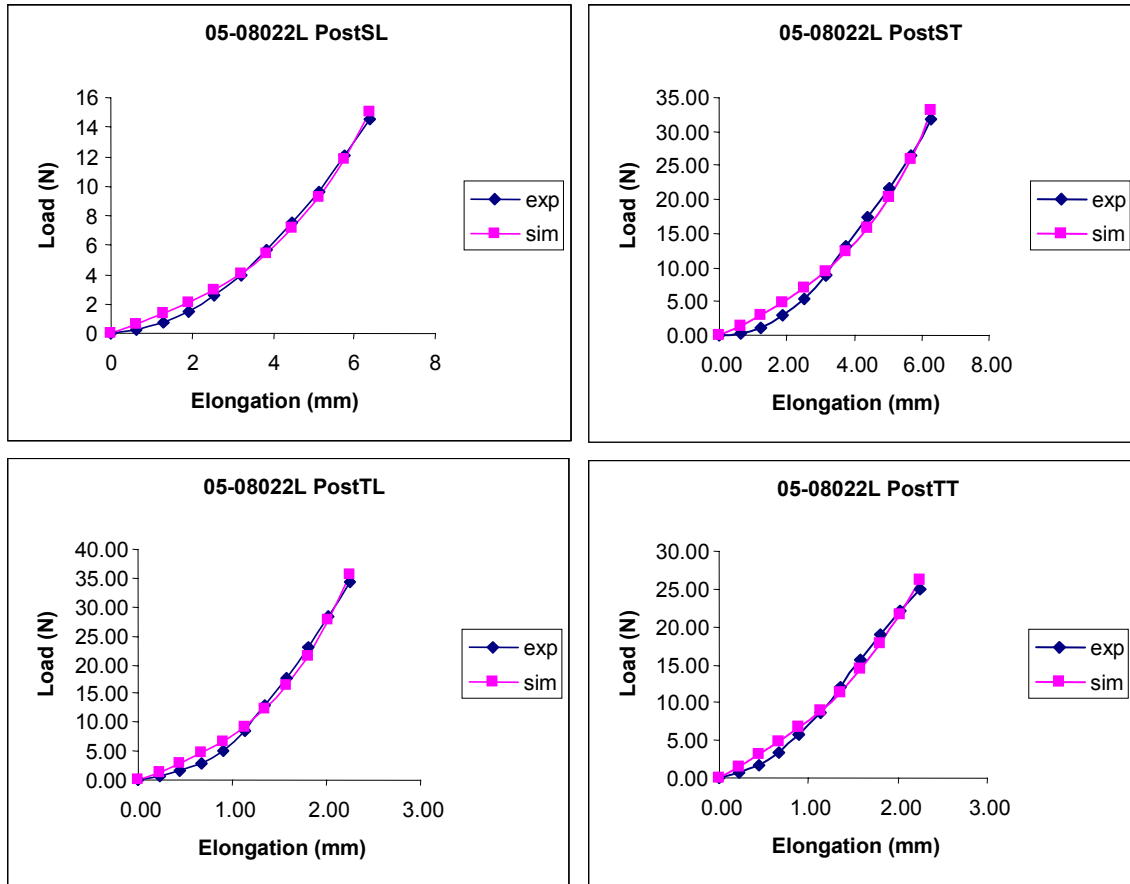 05-08022L PostSL
16
14
12
10
8
6
4
2
0
Load (N)
0 2 4 6 8
Elongation (mm)
exp
sim
05-08022L PostST
35.00
30.00
25.00
20.00
15.00
10.00
5.00
0.00
Load (N)
0.00 2.00 4.00 6.00 8.00
Elongation (mm)
exp
sim
05-08022L PostTL
40.00
35.00
30.00
25.00
20.00
15.00
10.00
5.00
0.00
Load (N)
0.00 1.00 2.00 3.00
Elongation (mm)
exp
sim
05-08022L PostTT
30.00
25.00
20.00
15.00
10.00
5.00
0.00
Load (N)
0.00 1.00 2.00 3.00
Elongation (mm)
exp
sim